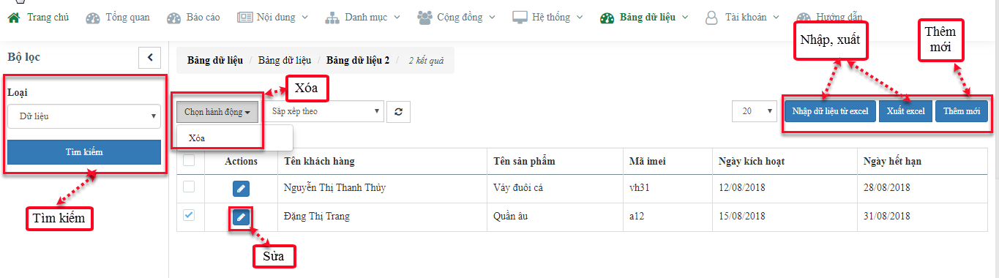 Trang chủ Tổng quan Báo cáo Nội dung Danh mục Cộng đồng Hệ thống Bảng dữ liệu Tài khoản Hướng dẫn
Nhập, xuất
Thêm
mới
Bộ lọc
Bảng dữ liệu / Bảng dữ liệu / Bảng dữ liệu 2 / 2 kết quả
Xóa
Loại
Dữ liệu
Tìm kiếm
Chọn hành động
Sắp xếp theo
20
Nhập dữ liệu từ excel
Xuất excel
Thêm mới
Xóa
Actions Tên khách hàng Tên sản phẩm Mã imei Ngày kích hoạt Ngày hết hạn
Nguyễn Thị Thanh Thủy Váy đuôi cá vh31 12/08/2018 28/08/2018
Đặng Thị Trang Quần âu a12 15/08/2018 31/08/2018
Tìm kiếm
Sửa